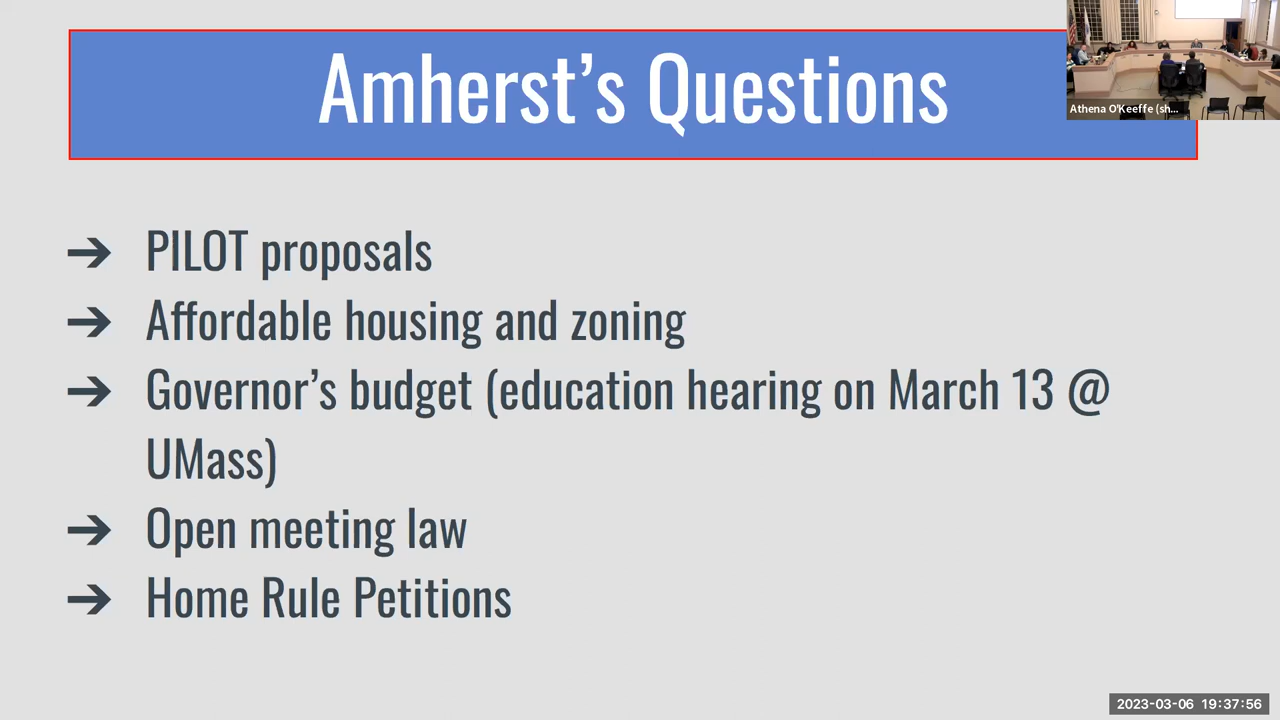 Amherst’s Questions
Athena O'Keeffe (sh...
➔ PILOT proposals
➔ Affordable housing and zoning
➔ Governor’s budget (education hearing on March 13 @
UMass)
➔ Open meeting law
➔ Home Rule Petitions
2023-03-06 19:37:56